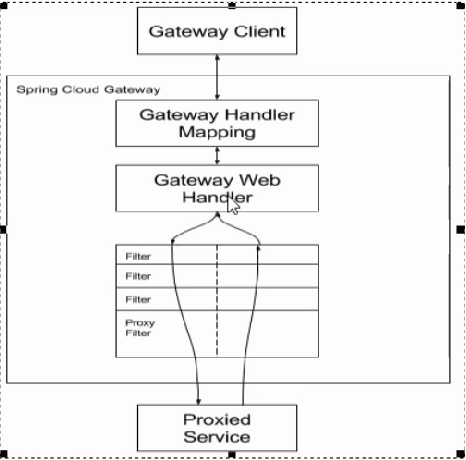 Gateway Client
Spring Cloud Gateway
Gateway Handler
Mapping
Gateway Web
Handler
Filter
Filter
Filter
Proxy
Filter
Proxied
Service